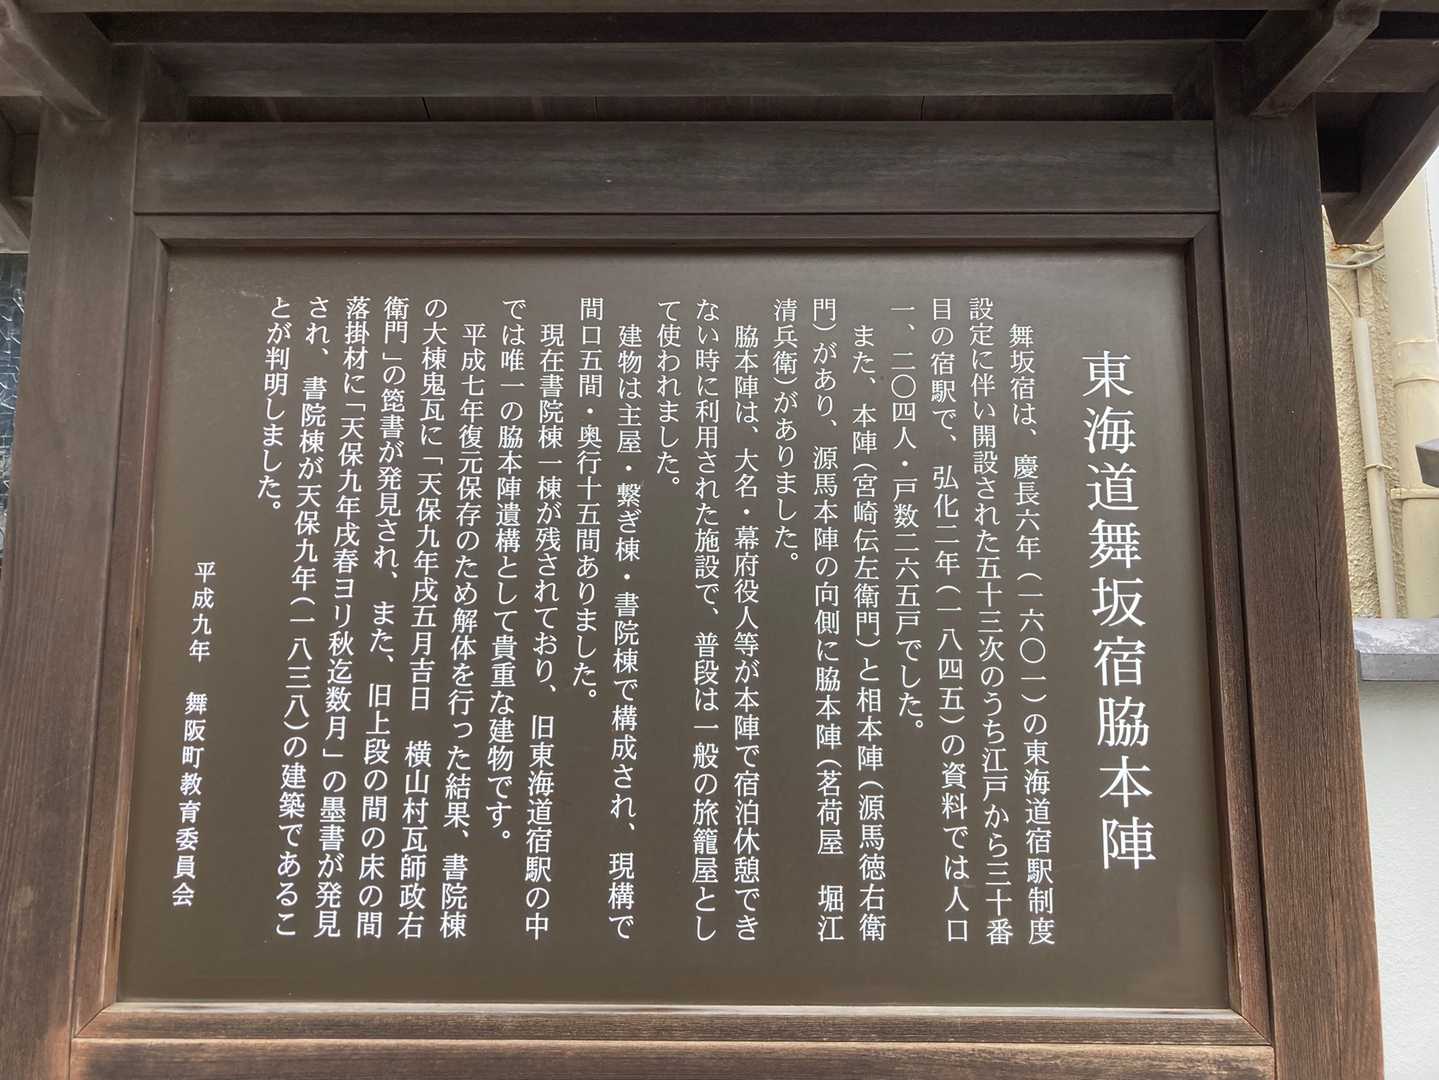 東海道舞坂宿脇本陣
舞坂宿は、慶長六年(一六〇一)の東海道宿駅制度
設定に伴い開設された五十三次のうち江戸から三十番
目の宿駅で、弘化二年(一八四五)の資料では人口
一、二〇四人・戸数二六五戸でした。
また、本陣(宮崎伝左衛門)と相本陣(源馬徳右衛
門)があり、源馬本陣の向側に脇本陣(茗荷屋 堀江
清兵衛)がありました。
脇本陣は、大名・幕府役人等が本陣で宿泊休憩でき
ない時に利用された施設で、普段は一般の旅籠屋とし
て使われました。
建物は主屋・繋ぎ棟・書院棟で構成され、現構で
間口五間・奥行十五間ありました。
現在書院棟一棟が残されており、旧東海道宿駅の中
では唯一の脇本陣遺構として貴重な建物です。
平成七年復元保存のため解体を行った結果、書院棟
の大棟鬼瓦に「天保九年戌五月吉日 横山村瓦師政右
衛門」の箆書が発見され、また、旧上段の間の床の間
落掛材に「天保九年戌春ヨリ秋迄数月」の墨書が発見
され、書院棟が天保九年(一八三八)の建築であるこ
とが判明しました。
平成九年 舞阪町教育委員会